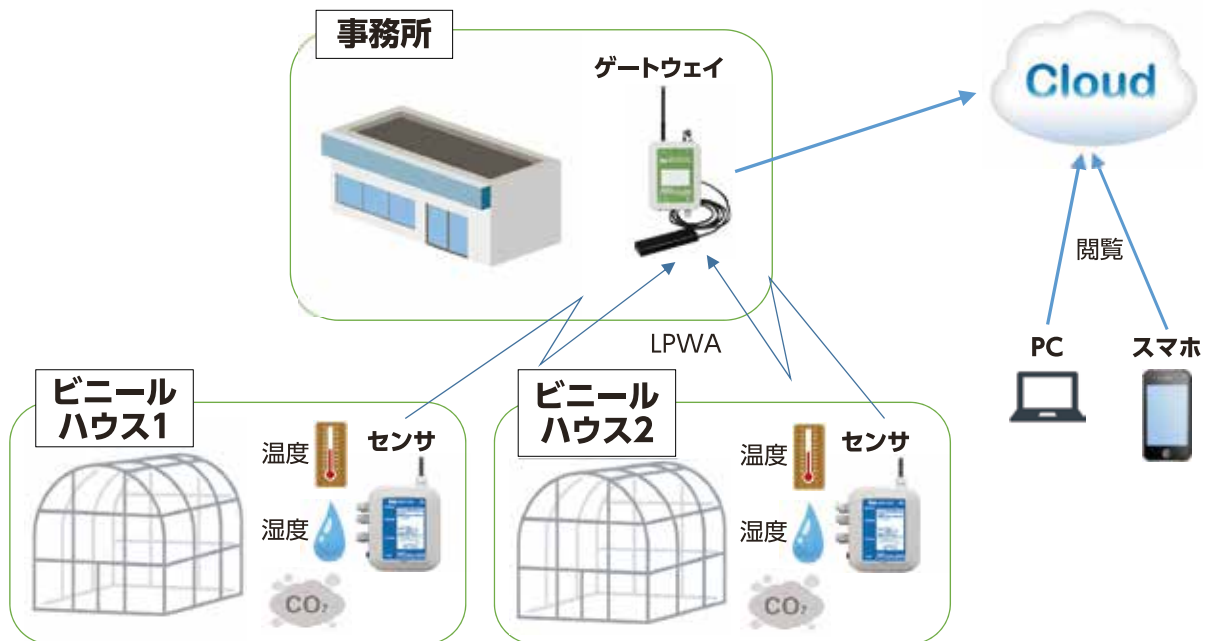 事務所
ゲートウェイ
Cloud
閲覧
LPWA
PC
スマホ
ビニール
ハウス1
センサ
温度
湿度
CO₂
ビニール
ハウス2
センサ
温度
湿度
CO₂